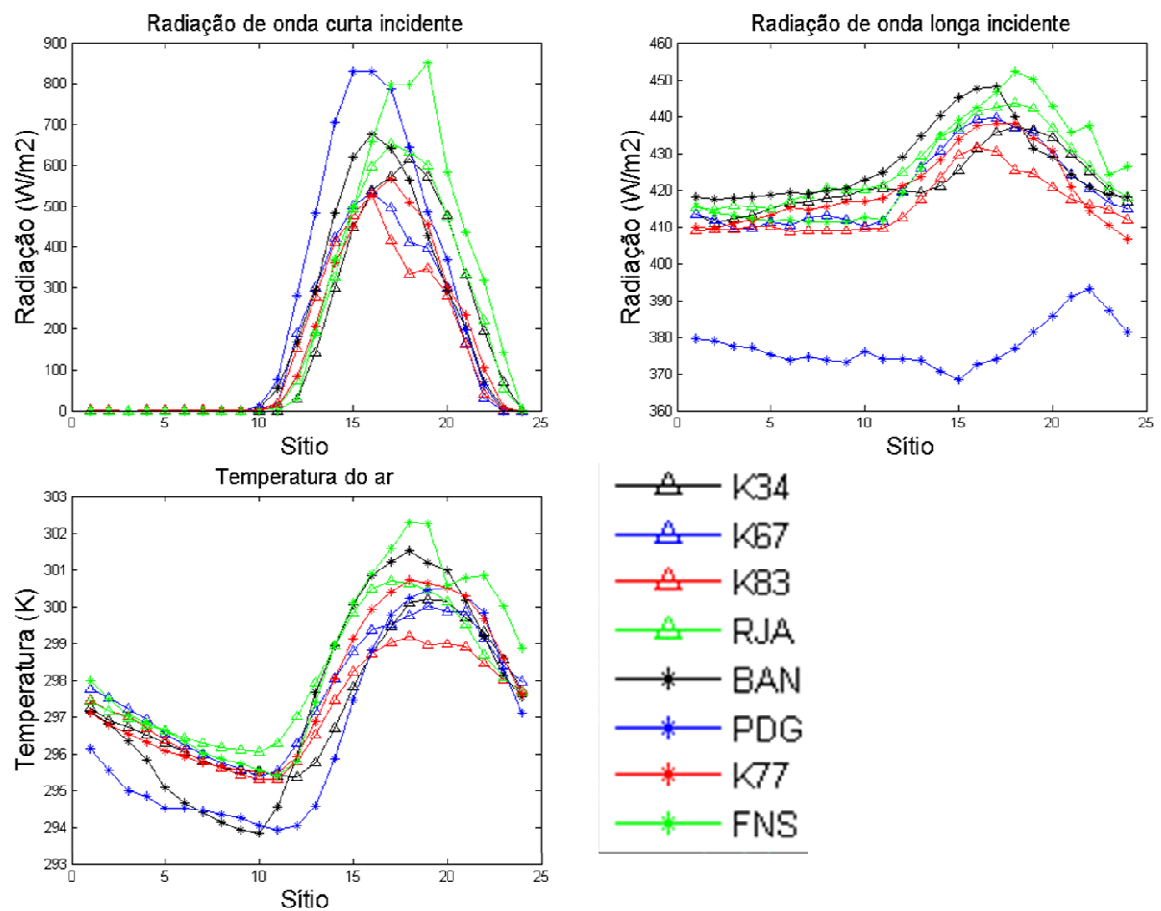 Radiação de onda curta incidente
900
800
700
600
500
400
300
200
100
0
Radiação (W/m2)
0 5 10 15 20 25
Sítio
Radiação de onda longa incidente
460
450
440
430
420
410
400
390
380
370
360
Radiação (W/m2)
0 5 10 15 20 25
Sítio
Temperatura do ar
303
302
301
300
299
298
297
296
295
294
293
Temperatura (K)
0 5 10 15 20 25
Sítio
K34
K67
K83
RJA
BAN
PDG
K77
FNS